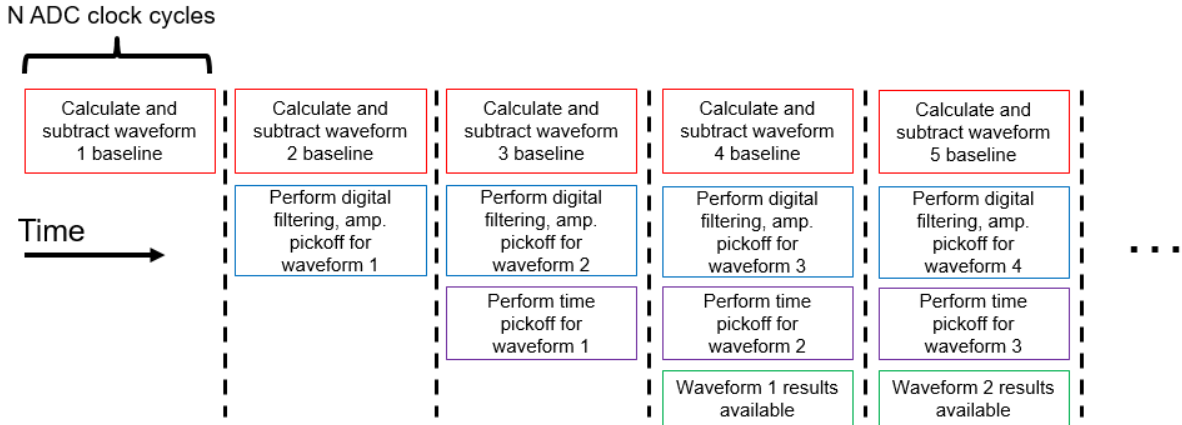 N ADC clock cycles
Calculate and
subtract waveform
1 baseline
Calculate and
subtract waveform
2 baseline
Calculate and
subtract waveform
3 baseline
Calculate and
subtract waveform
4 baseline
Calculate and
subtract waveform
5 baseline
Time
Perform digital
filtering, amp.
pickoff for
waveform 1
Perform digital
filtering, amp.
pickoff for
waveform 2
Perform digital
filtering, amp.
pickoff for
waveform 3
Perform digital
filtering, amp.
pickoff for
waveform 4
...
Perform time
pickoff for
waveform 1
Perform time
pickoff for
waveform 2
Perform time
pickoff for
waveform 3
Waveform 1 results
available
Waveform 2 results
available